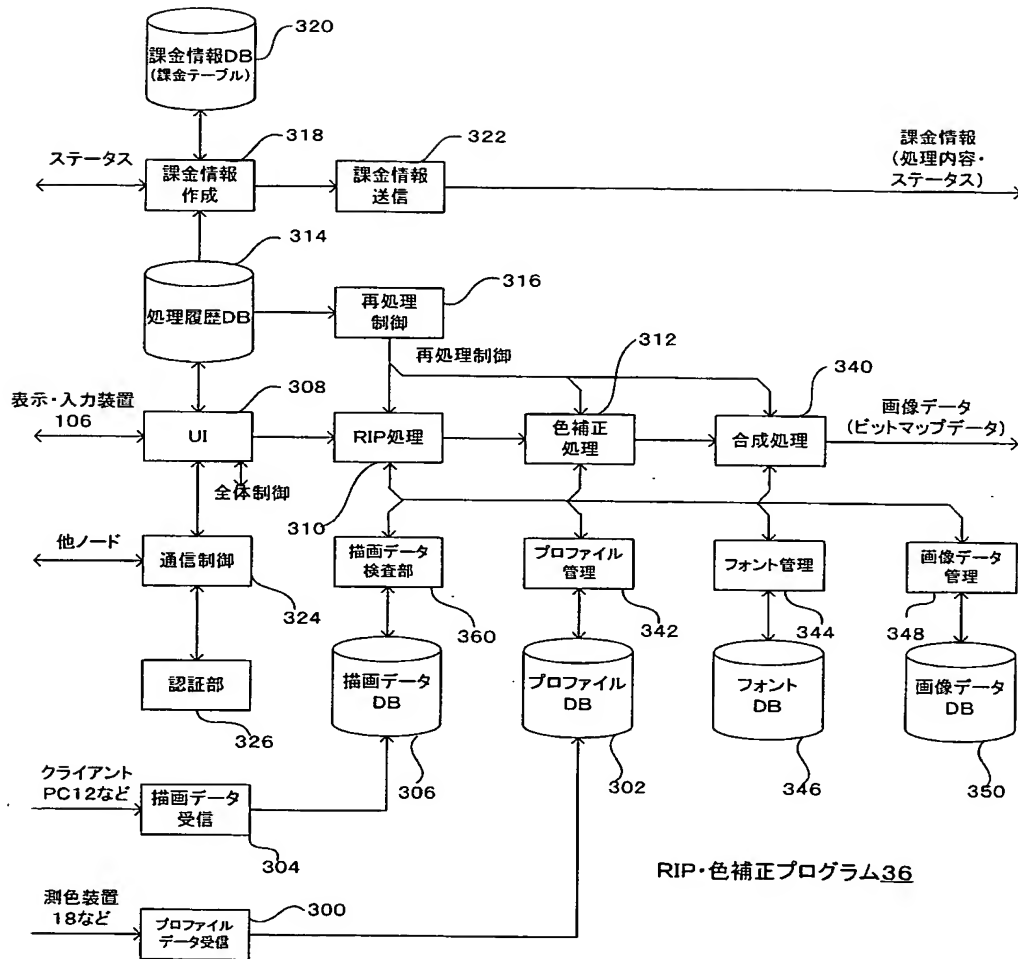 320
課金情報DB
(課金テーブル)
318
322
課金情報
(処理内容・
ステータス)
ステータス
課金情報
作成
課金情報
送信
314
316
処理履歴DB
再処理
制御
再処理制御
312
340
308
表示・入力装置
106
UI
RIP処理
色補正
処理
合成処理
画像データ
(ビットマップデータ)
全体制御
310
他ノード
通信制御
描画データ
検査部
プロファイル
管理
フォント管理
画像データ
管理
324
360
342
344
348
認証部
描画データ
DB
プロファイル
DB
フォント
DB
画像データ
DB
326
306
302
346
350
クライアント
PC12など
描画データ
受信
304
RIP・色補正プログラム36
測色装置
18など
300
プロファイル
データ受信